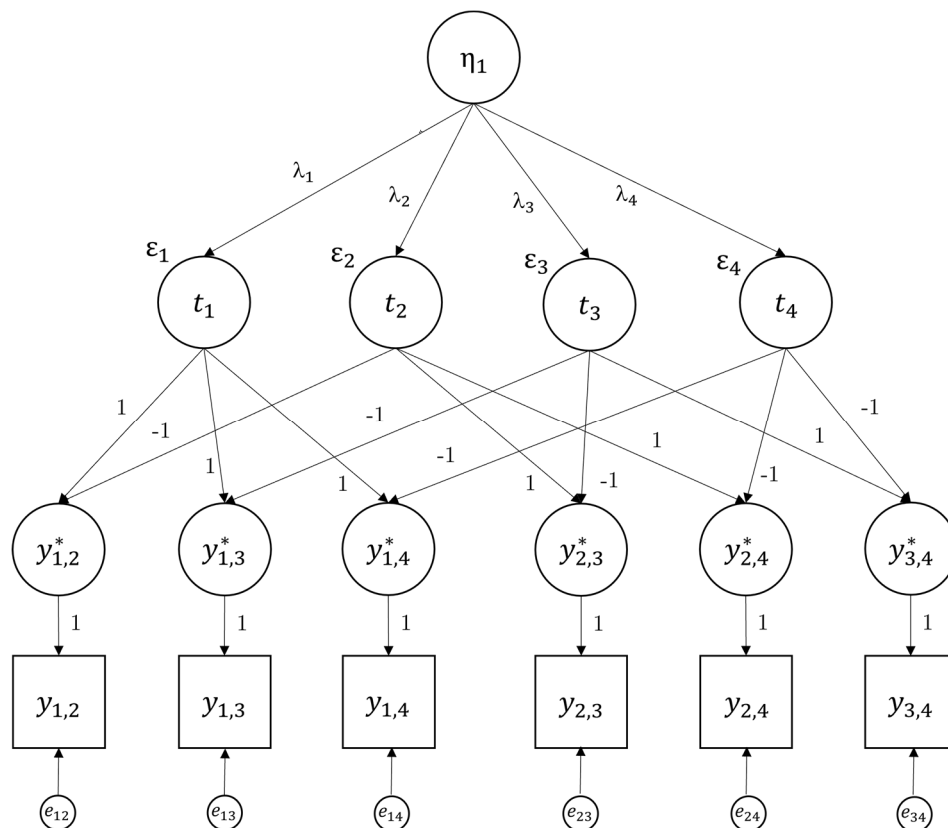 η₁
λ₁ λ₂ λ₃ λ₄
ε₁ ε₂ ε₃ ε₄
t₁ t₂ t₃ t₄
1 -1 1 -1 1 -1 1 -1 1 -1 1 -1
y*₁,₂ y*₁,₃ y*₁,₄ y*₂,₃ y*₂,₄ y*₃,₄
1 1 1 1 1 1
y₁,₂ y₁,₃ y₁,₄ y₂,₃ y₂,₄ y₃,₄
e₁₂ e₁₃ e₁₄ e₂₃ e₂₄ e₃₄